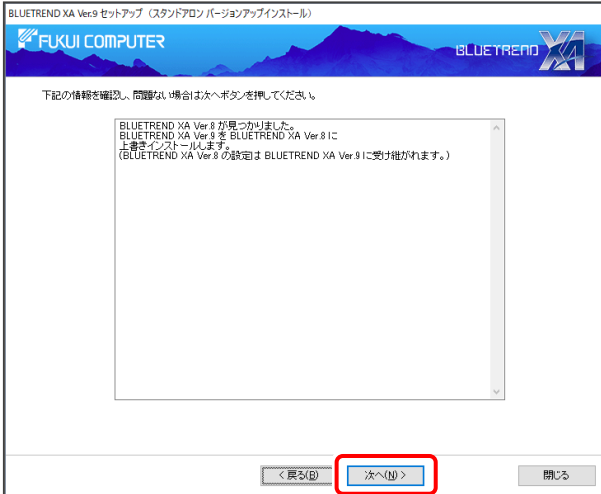 BLUETREND XA Ver.9 セットアップ（スタンドアロン バージョンアップインストール）
FUKUI COMPUTER
BLUETREND XA
下記の情報を確認し、問題ない場合は次へボタンを押してください。
BLUETREND XA Ver.8 が見つかりました。
BLUETREND XA Ver.9 を BLUETREND XA Ver.8 に
上書きインストールします。
(BLUETREND XA Ver.8 の設定は BLUETREND XA Ver.9 に受け継がれます。)
< 戻る(B)
次へ(N) >
閉じる